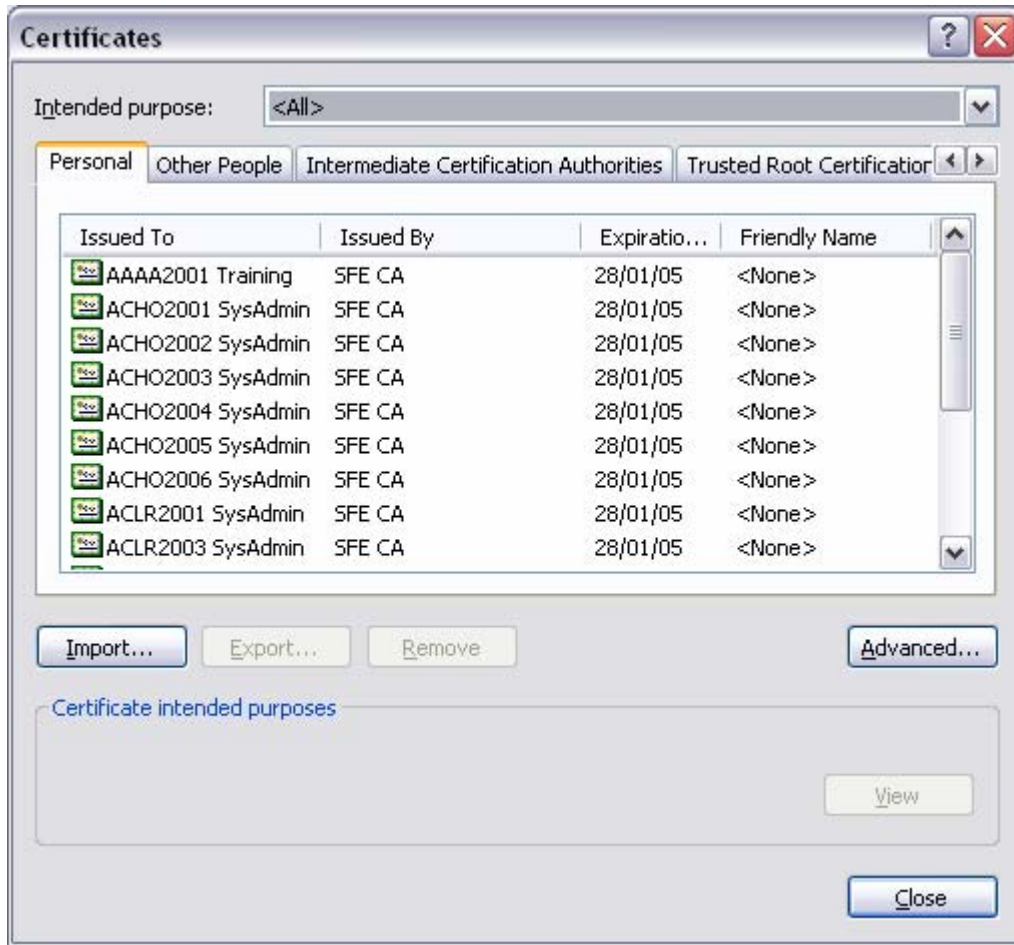 Certificates
Intended purpose: <All>
Personal Other People Intermediate Certification Authorities Trusted Root Certification
Issued To Issued By Expiratio... Friendly Name
AAAA2001 Training SFE CA 28/01/05 <None>
ACHO2001 SysAdmin SFE CA 28/01/05 <None>
ACHO2002 SysAdmin SFE CA 28/01/05 <None>
ACHO2003 SysAdmin SFE CA 28/01/05 <None>
ACHO2004 SysAdmin SFE CA 28/01/05 <None>
ACHO2005 SysAdmin SFE CA 28/01/05 <None>
ACHO2006 SysAdmin SFE CA 28/01/05 <None>
ACLR2001 SysAdmin SFE CA 28/01/05 <None>
ACLR2003 SysAdmin SFE CA 28/01/05 <None>
Import... Export... Remove Advanced...
Certificate intended purposes
View
Close